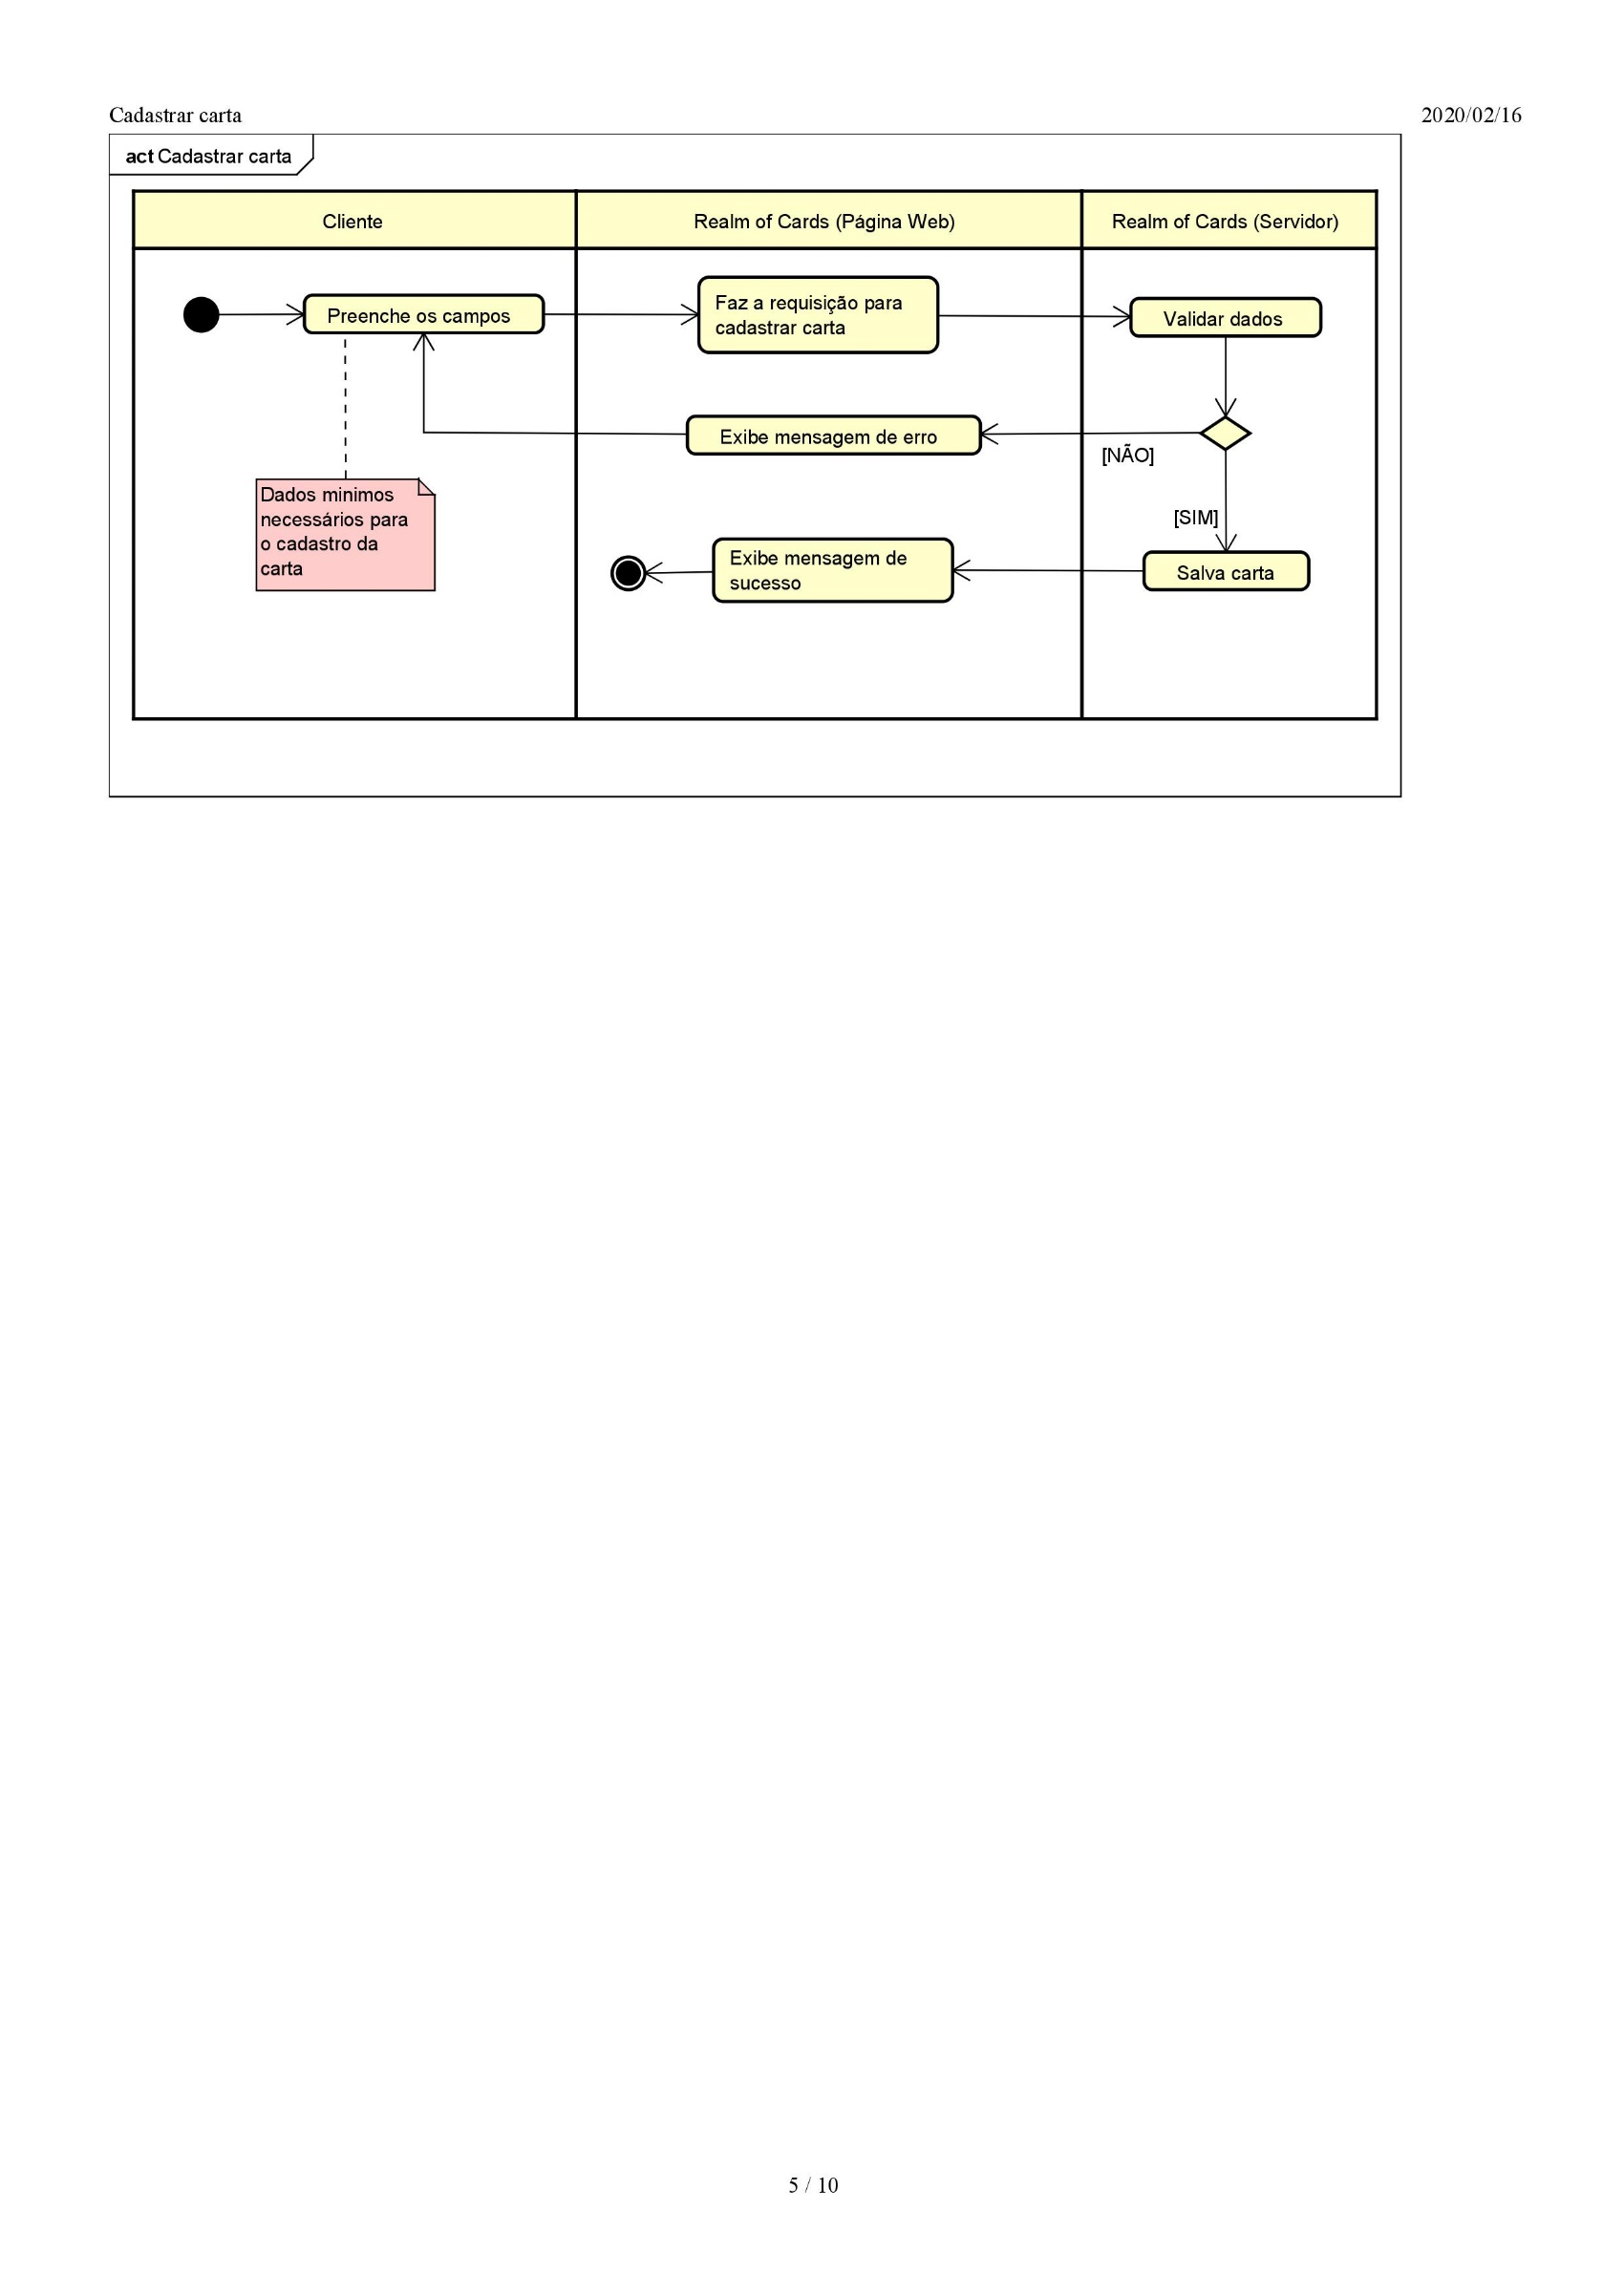 Cadastrar carta
2020/02/16
act Cadastrar carta
Cliente
Realm of Cards (Página Web)
Realm of Cards (Servidor)
Preenche os campos
Faz a requisição para
cadastrar carta
Validar dados
Exibe mensagem de erro
[NÃO]
Dados minimos
necessários para
o cadastro da
carta
[SIM]
Exibe mensagem de
sucesso
Salva carta
5 / 10